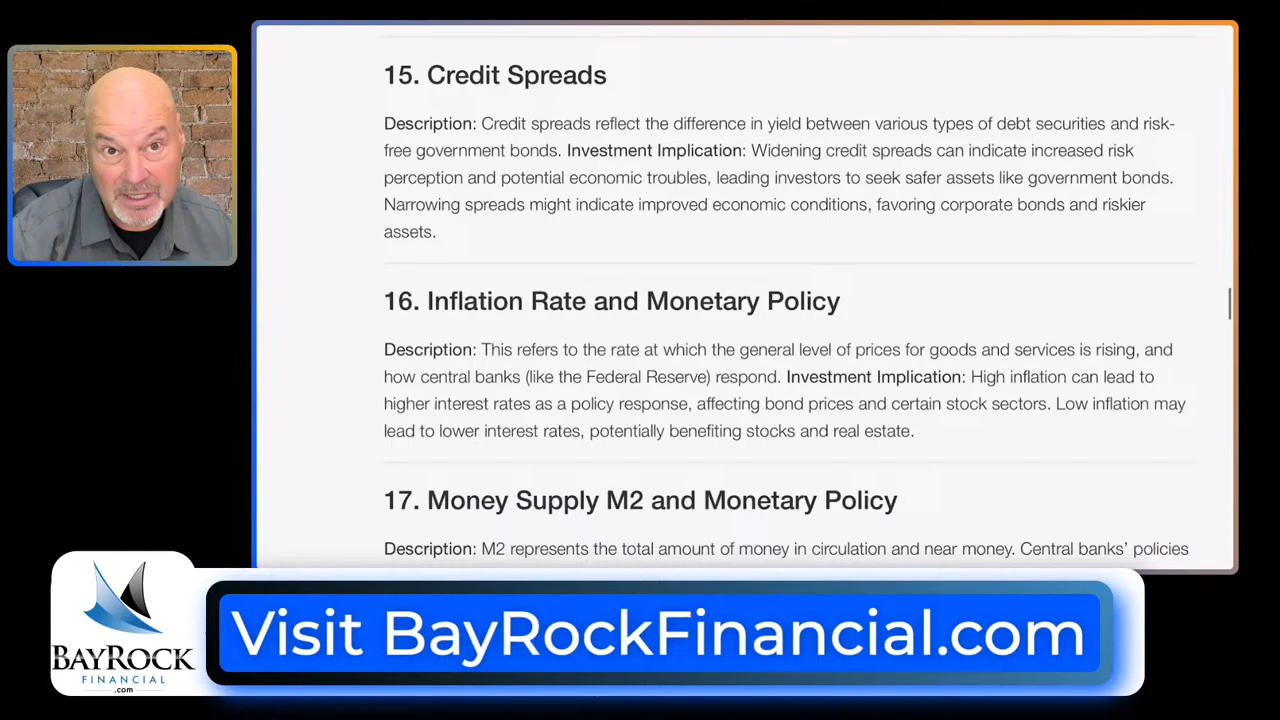 15. Credit Spreads
Description: Credit spreads reflect the difference in yield between various types of debt securities and risk-
free government bonds. Investment Implication: Widening credit spreads can indicate increased risk
perception and potential economic troubles, leading investors to seek safer assets like government bonds.
Narrowing spreads might indicate improved economic conditions, favoring corporate bonds and riskier
assets.
16. Inflation Rate and Monetary Policy
Description: This refers to the rate at which the general level of prices for goods and services is rising, and
how central banks (like the Federal Reserve) respond. Investment Implication: High inflation can lead to
higher interest rates as a policy response, affecting bond prices and certain stock sectors. Low inflation may
lead to lower interest rates, potentially benefiting stocks and real estate.
17. Money Supply M2 and Monetary Policy
Description: M2 represents the total amount of money in circulation and near money. Central banks’ policies
BAYROCK
FINANCIAL
.com
Visit BayRockFinancial.com